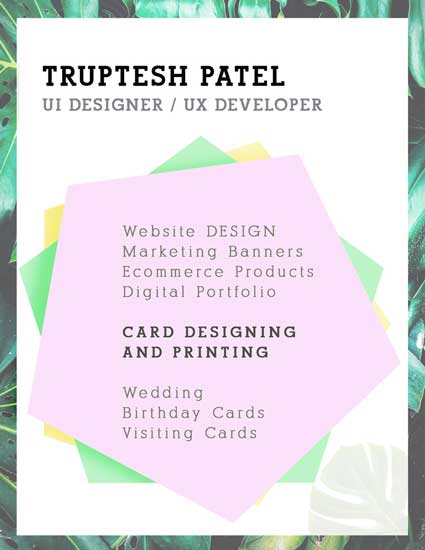 TRUPTESH PATEL
UI DESIGNER / UX DEVELOPER
Website DESIGN
Marketing Banners
Ecommerce Products
Digital Portfolio
CARD DESIGNING
AND PRINTING
Wedding
Birthday Cards
Visiting Cards